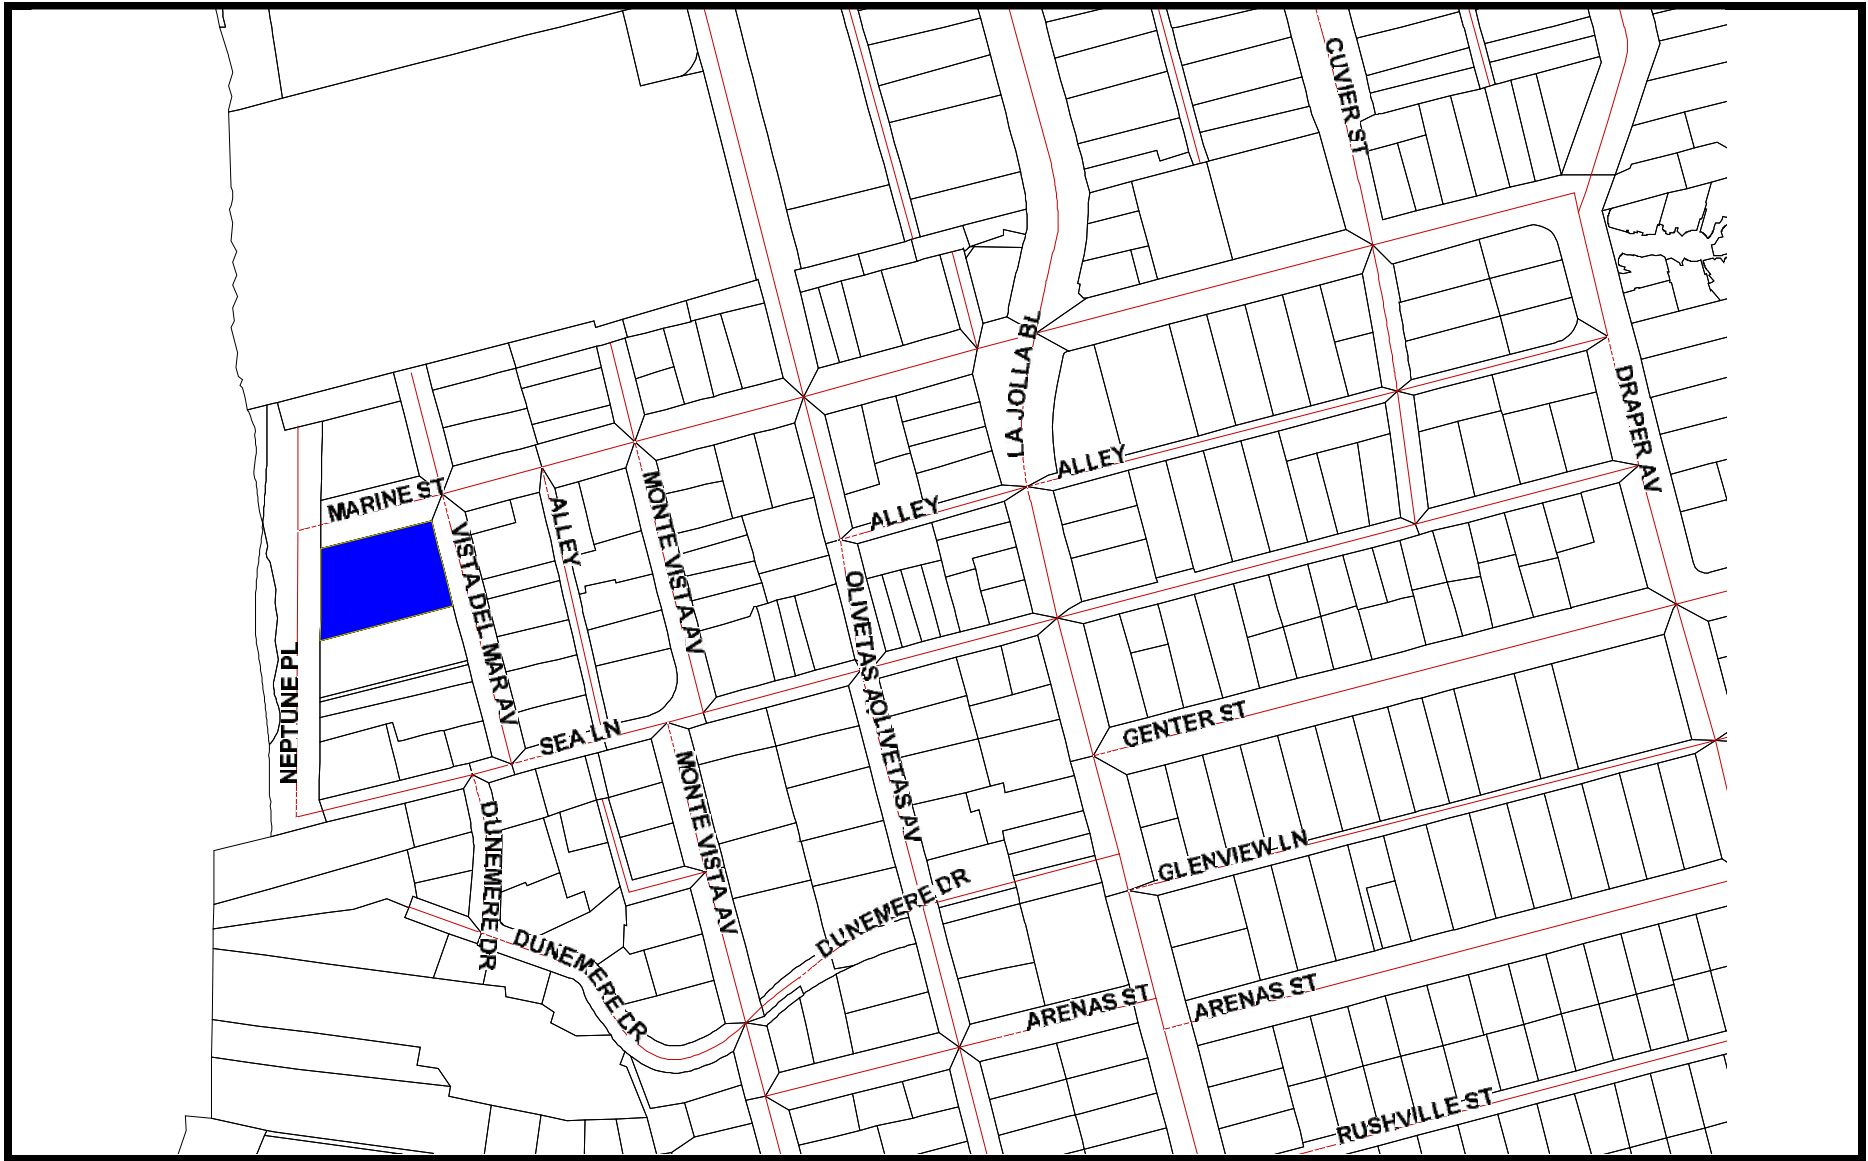 CUVIER ST
LA JOLLA BL
DRAPER AV
MARINE ST
ALLEY
ALLEY
ALLEY
MONTE VISTA AV
VISTA DEL MAR AV
OLIVETAS A
OLIVETAS AV
NEPTUNE PL
SEA LN
GENTER ST
MONTE VISTA AV
DUNEMERE DR
GLENVIEW LN
DUNEMERE DR
DUNEMERE DR
ARENAS ST
ARENAS ST
RUSHVILLE ST